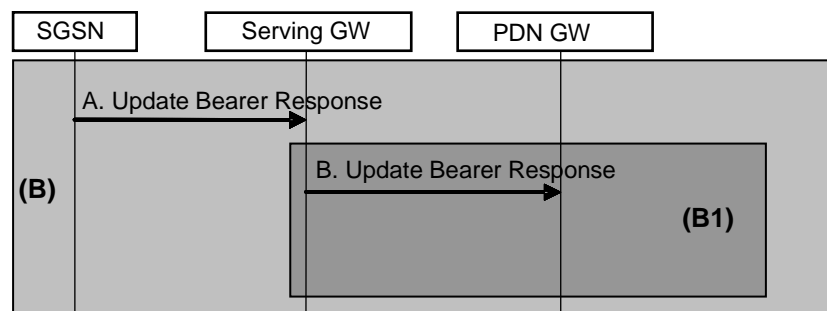 SGSN
Serving GW
PDN GW
A. Update Bearer Response
B. Update Bearer Response
(B)
(B1)